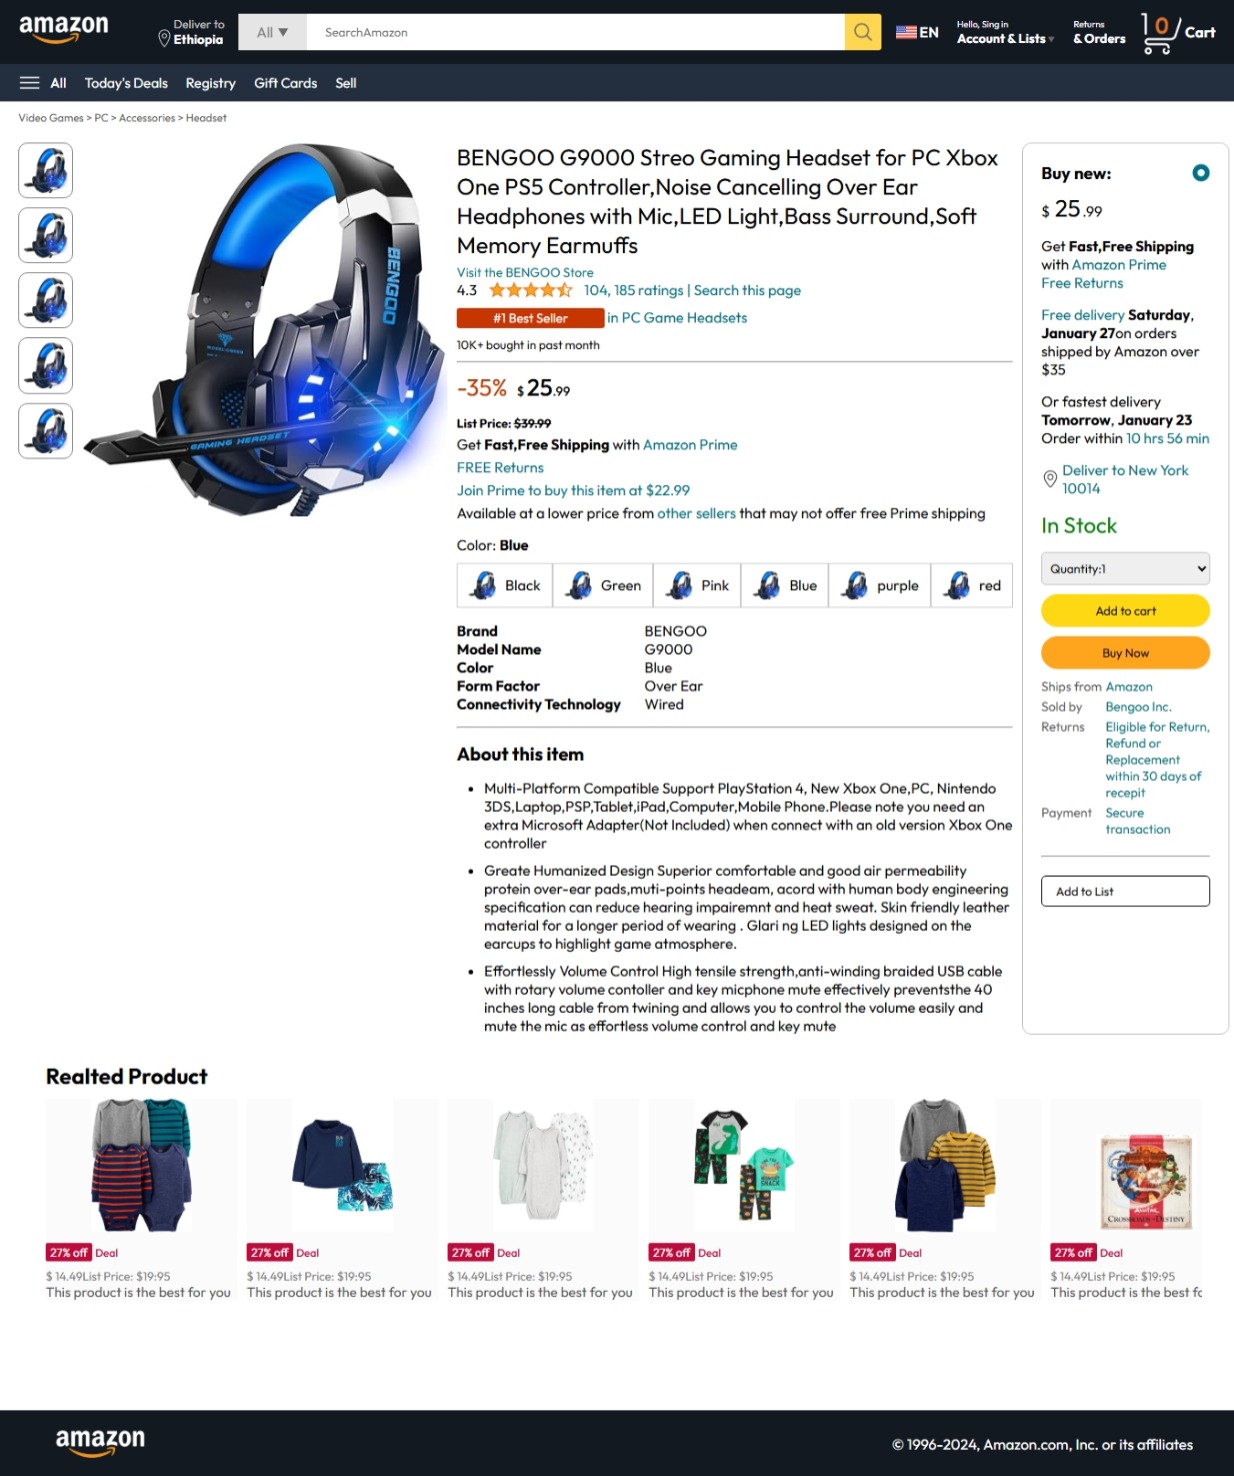 amazon
Deliver to
Ethiopia
All ▼
SearchAmazon
EN
Hello, Sing in
Account & Lists ▾
Returns
& Orders
0
Cart
All
Today's Deals
Registry
Gift Cards
Sell
Video Games > PC > Accessories > Headset
BENGOO
GAMING HEADSET
BENGOO G9000 Streo Gaming Headset for PC Xbox
One PS5 Controller,Noise Cancelling Over Ear
Headphones with Mic,LED Light,Bass Surround,Soft
Memory Earmuffs
Visit the BENGOO Store
4.3 104, 185 ratings | Search this page
#1 Best Seller in PC Game Headsets
10K+ bought in past month
-35% $ 25.99
List Price: $39.99
Get Fast,Free Shipping with Amazon Prime
FREE Returns
Join Prime to buy this item at $22.99
Available at a lower price from other sellers that may not offer free Prime shipping
Color: Blue
Black
Green
Pink
Blue
purple
red
Brand BENGOO
Model Name G9000
Color Blue
Form Factor Over Ear
Connectivity Technology Wired
About this item
• Multi-Platform Compatible Support PlayStation 4, New Xbox One,PC, Nintendo
3DS,Laptop,PSP,Tablet,iPad,Computer,Mobile Phone.Please note you need an
extra Microsoft Adapter(Not Included) when connect with an old version Xbox One
controller
• Greate Humanized Design Superior comfortable and good air permeability
protein over-ear pads,muti-points headeam, acord with human body engineering
specification can reduce hearing impairemnt and heat sweat. Skin friendly leather
material for a longer period of wearing . Glari ng LED lights designed on the
earcups to highlight game atmosphere.
• Effortlessly Volume Control High tensile strength,anti-winding braided USB cable
with rotary volume contoller and key micphone mute effectively preventsthe 40
inches long cable from twining and allows you to control the volume easily and
mute the mic as effortless volume control and key mute
Buy new:
$ 25 .99
Get Fast,Free Shipping
with Amazon Prime
Free Returns
Free delivery Saturday,
January 27on orders
shipped by Amazon over
$35
Or fastest delivery
Tomorrow, January 23
Order within 10 hrs 56 min
Deliver to New York
10014
In Stock
Quantity:1
Add to cart
Buy Now
Ships from Amazon
Sold by Bengoo Inc.
Returns Eligible for Return,
Refund or
Replacement
within 30 days of
recepit
Payment Secure
transaction
Add to List
Realted Product
AVATAR
CROSSROADS OF DESTINY
27% off Deal
$ 14.49List Price: $19.95
This product is the best for you
27% off Deal
$ 14.49List Price: $19.95
This product is the best for you
27% off Deal
$ 14.49List Price: $19.95
This product is the best for you
27% off Deal
$ 14.49List Price: $19.95
This product is the best for you
27% off Deal
$ 14.49List Price: $19.95
This product is the best for you
27% off Deal
$ 14.49List Price: $19.95
This product is the best fo
amazon
© 1996-2024, Amazon.com, Inc. or its affiliates